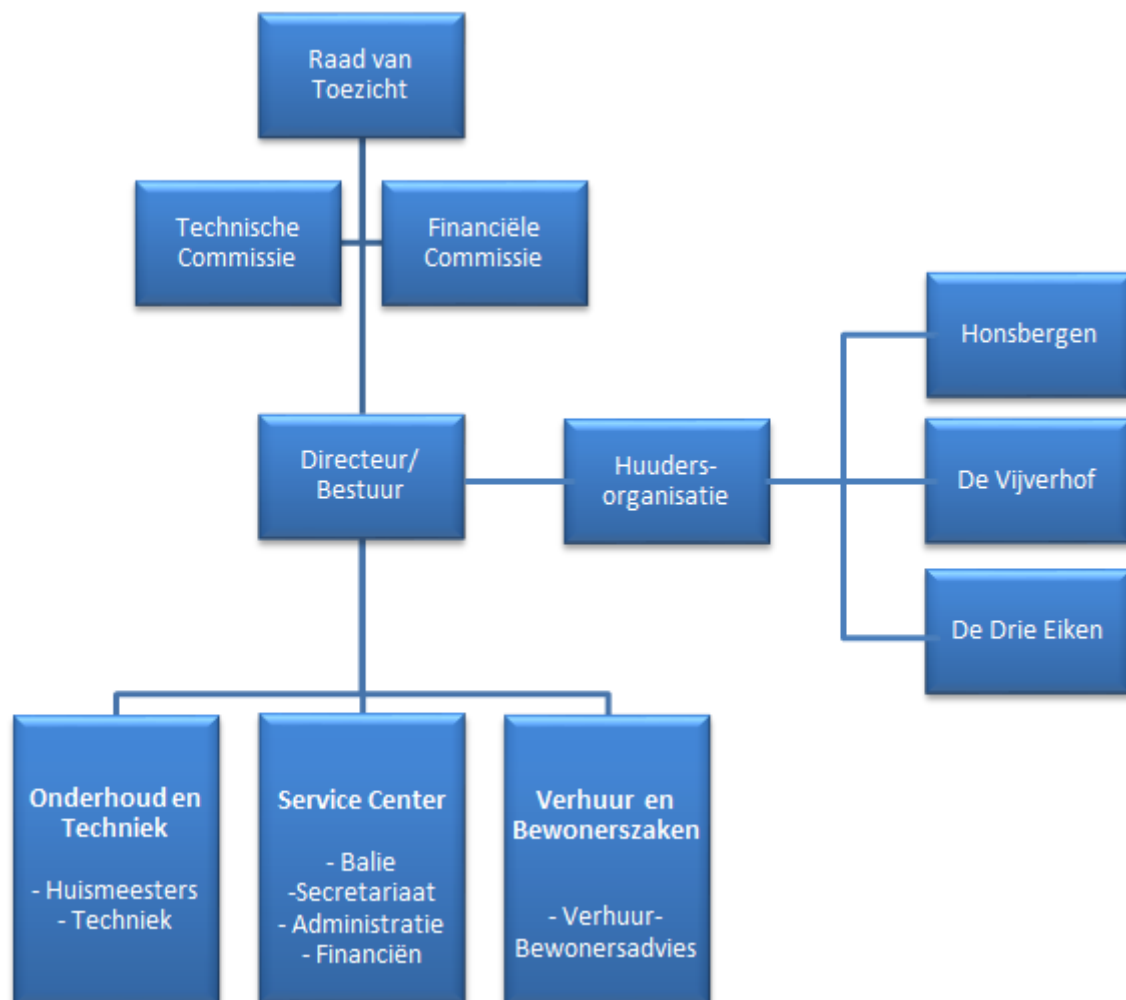 Raad van
Toezicht
Technische
Commissie
Financiële
Commissie
Honsbergen
Directeur/
Bestuur
Huuders-
organisatie
De Vijverhof
De Drie Eiken
Onderhoud en
Techniek
- Huismeesters
- Techniek
Service Center
- Balie
-Secretariaat
- Administratie
- Financiën
Verhuur en
Bewonerszaken
- Verhuur-
Bewonersadvies